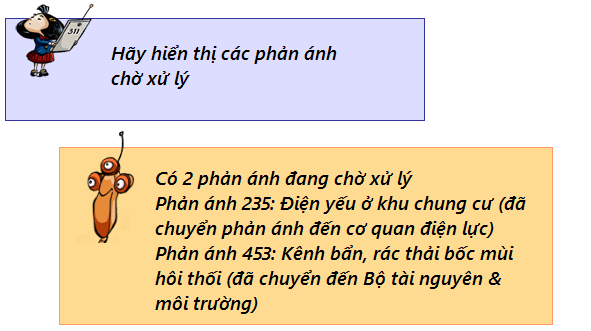 311
Hãy hiển thị các phản ánh
chờ xử lý
Có 2 phản ánh đang chờ xử lý
Phản ánh 235: Điện yếu ở khu chung cư (đã
chuyển phản ánh đến cơ quan điện lực)
Phản ánh 453: Kênh bẩn, rác thải bốc mùi
hôi thối (đã chuyển đến Bộ tài nguyên &
môi trường)